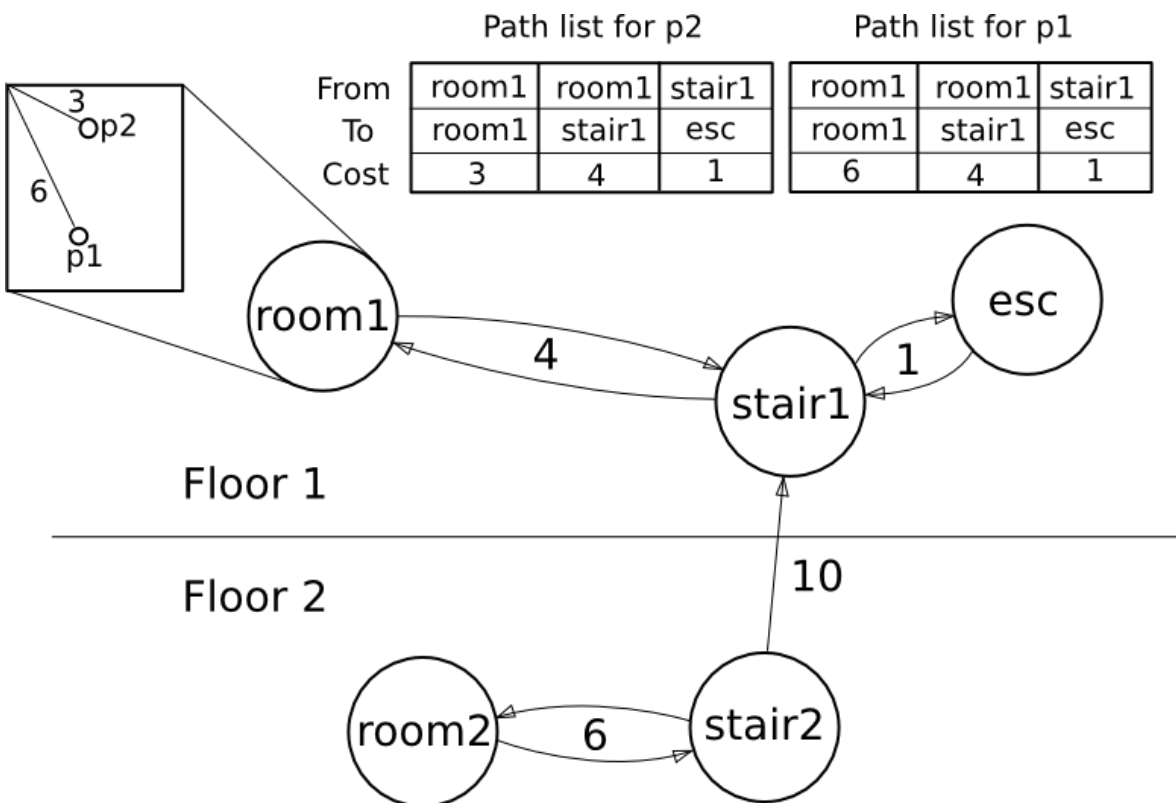 Path list for p2 Path list for p1
From room1 room1 stair1 room1 room1 stair1
To room1 stair1 esc room1 stair1 esc
Cost 3 4 1 6 4 1
3
p2
6
p1
room1
4
stair1
1
esc
Floor 1
10
Floor 2
room2
6
stair2